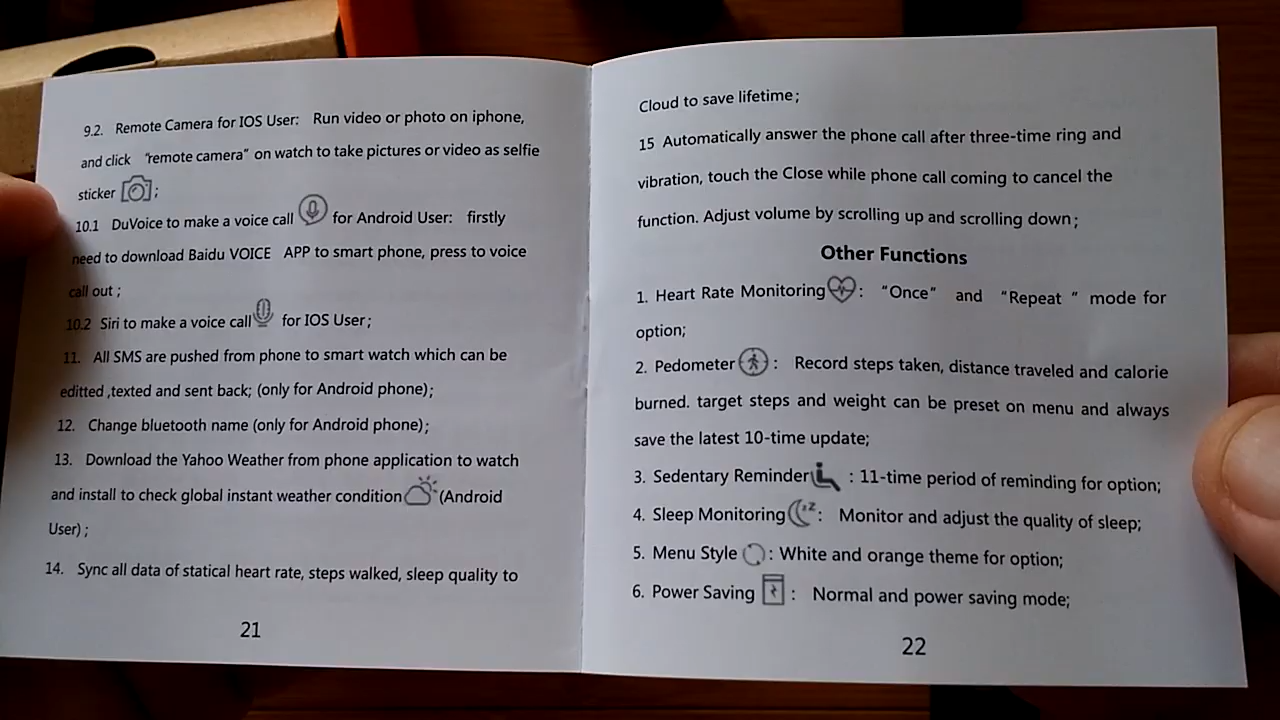 9.2. Remote Camera for IOS User: Run video or photo on iphone,
and click "remote camera" on watch to take pictures or video as selfie
sticker ;
10.1 DuVoice to make a voice call for Android User: firstly
need to download Baidu VOICE APP to smart phone, press to voice
call out ;
10.2 Siri to make a voice call for IOS User;
11. All SMS are pushed from phone to smart watch which can be
editted ,texted and sent back; (only for Android phone);
12. Change bluetooth name (only for Android phone);
13. Download the Yahoo Weather from phone application to watch
and install to check global instant weather condition (Android
User) ;
14. Sync all data of statical heart rate, steps walked, sleep quality to
21
Cloud to save lifetime;
15 Automatically answer the phone call after three-time ring and
vibration, touch the Close while phone call coming to cancel the
function. Adjust volume by scrolling up and scrolling down;
Other Functions
1. Heart Rate Monitoring : "Once" and "Repeat " mode for
option;
2. Pedometer : Record steps taken, distance traveled and calorie
burned. target steps and weight can be preset on menu and always
save the latest 10-time update;
3. Sedentary Reminder : 11-time period of reminding for option;
4. Sleep Monitoring : Monitor and adjust the quality of sleep;
5. Menu Style : White and orange theme for option;
6. Power Saving : Normal and power saving mode;
22